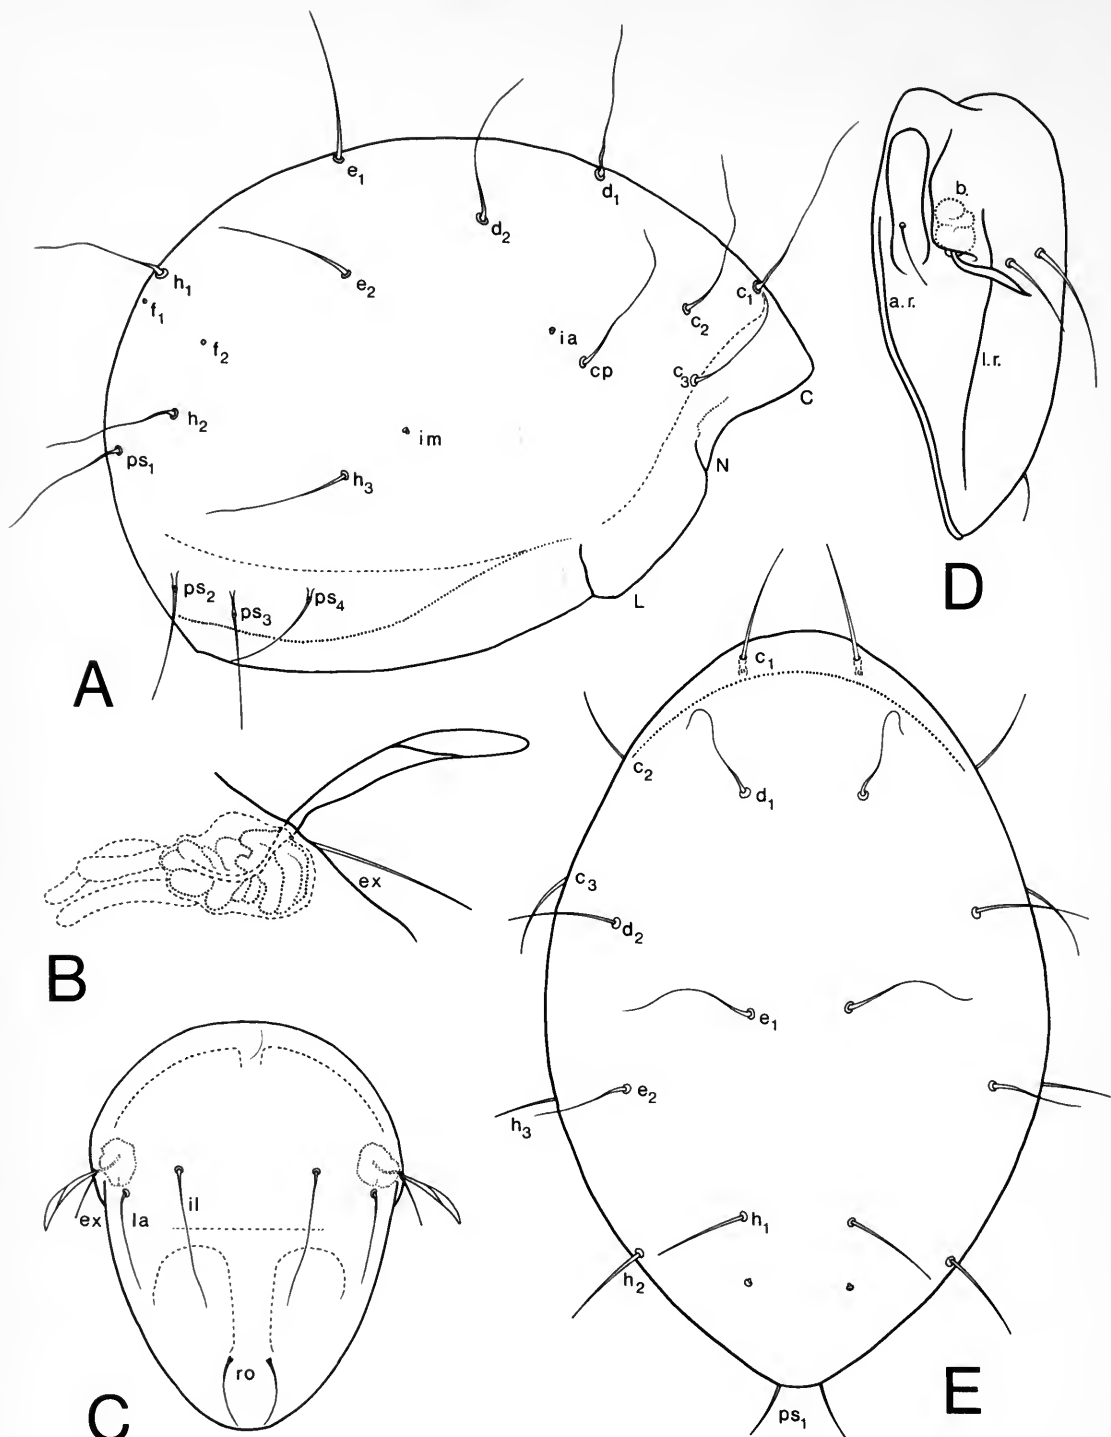 e1
d1
d2
h1
f1
e2
c1
c2
f2
ia
cp
c3
C
h2
im
N
ps1
h3
ps2
ps3
ps4
L
A
b.
a.r.
l.r.
D
ex
B
ex
la
il
ro
C
c1
c2
d1
c3
d2
e1
e2
h3
h1
h2
ps1
E